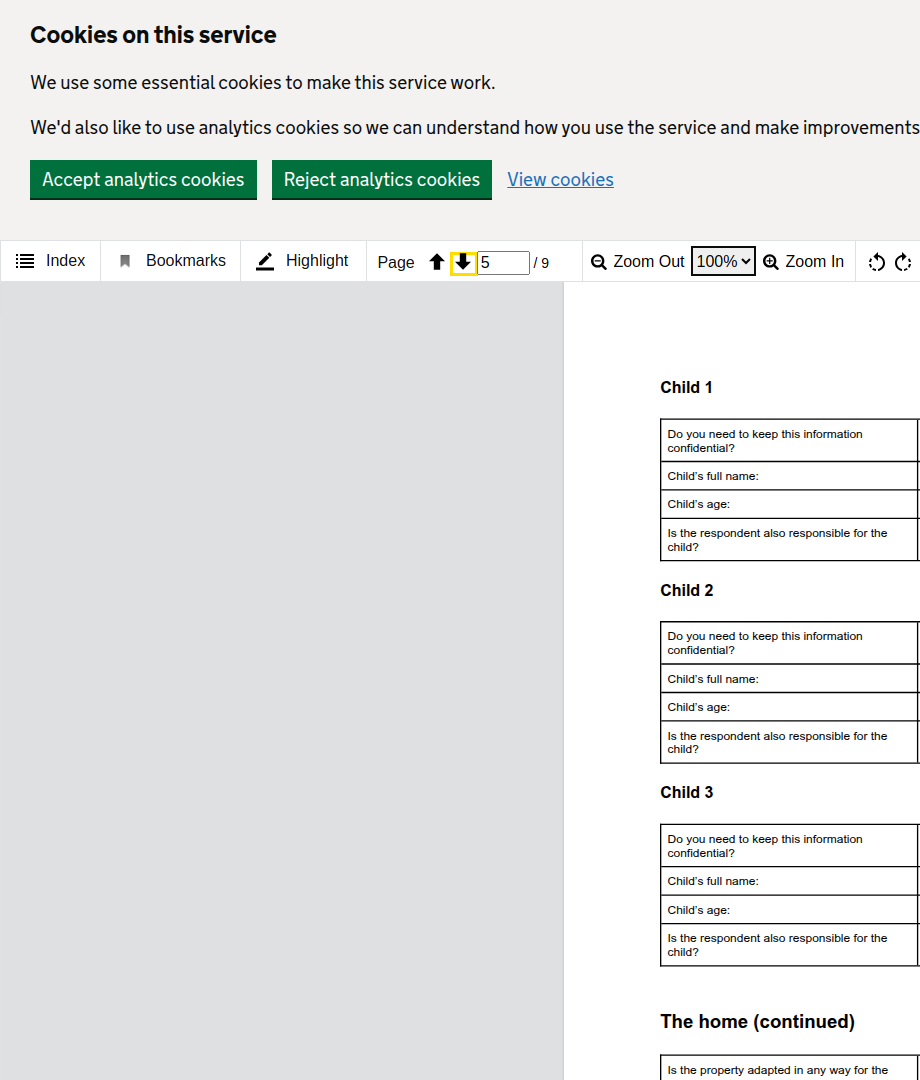 Cookies on this service
We use some essential cookies to make this service work.
We'd also like to use analytics cookies so we can understand how you use the service and make improvements
Accept analytics cookies Reject analytics cookies View cookies
Index Bookmarks Highlight Page 5 / 9 Zoom Out 100% Zoom In
Child 1
Do you need to keep this information
confidential?
Child's full name:
Child's age:
Is the respondent also responsible for the
child?
Child 2
Do you need to keep this information
confidential?
Child's full name:
Child's age:
Is the respondent also responsible for the
child?
Child 3
Do you need to keep this information
confidential?
Child's full name:
Child's age:
Is the respondent also responsible for the
child?
The home (continued)
Is the property adapted in any way for the